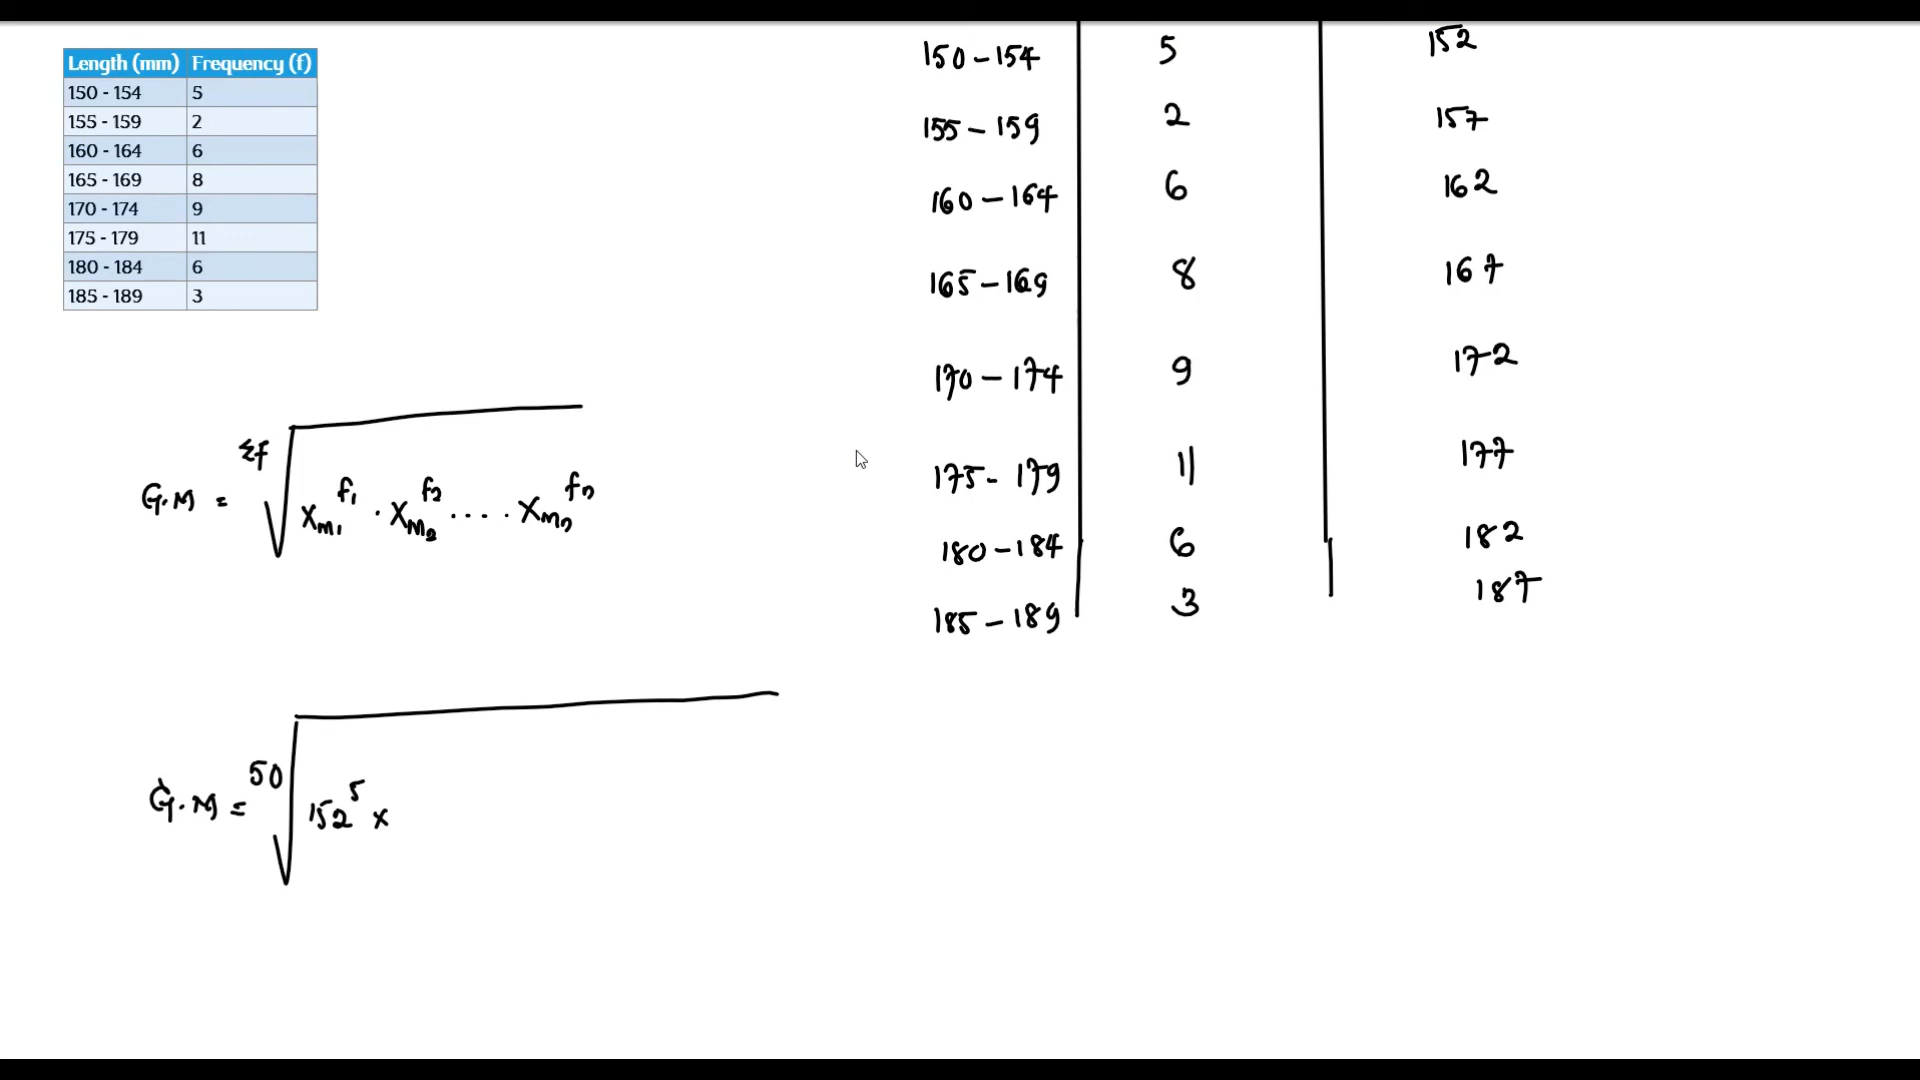 Length (mm) Frequency (f)
150 - 154 5
155 - 159 2
160 - 164 6
165 - 169 8
170 - 174 9
175 - 179 11
180 - 184 6
185 - 189 3
150 - 154 5 152
155 - 159 2 157
160 - 164 6 162
165 - 169 8 167
170 - 174 9 172
175 - 179 11 177
180 - 184 6 182
185 - 189 3 187
G.M = Σf√ Xm₁^f₁ · Xm₂^f₂ .... Xmₙ^fₙ
G.M = 50√ 152^5 x